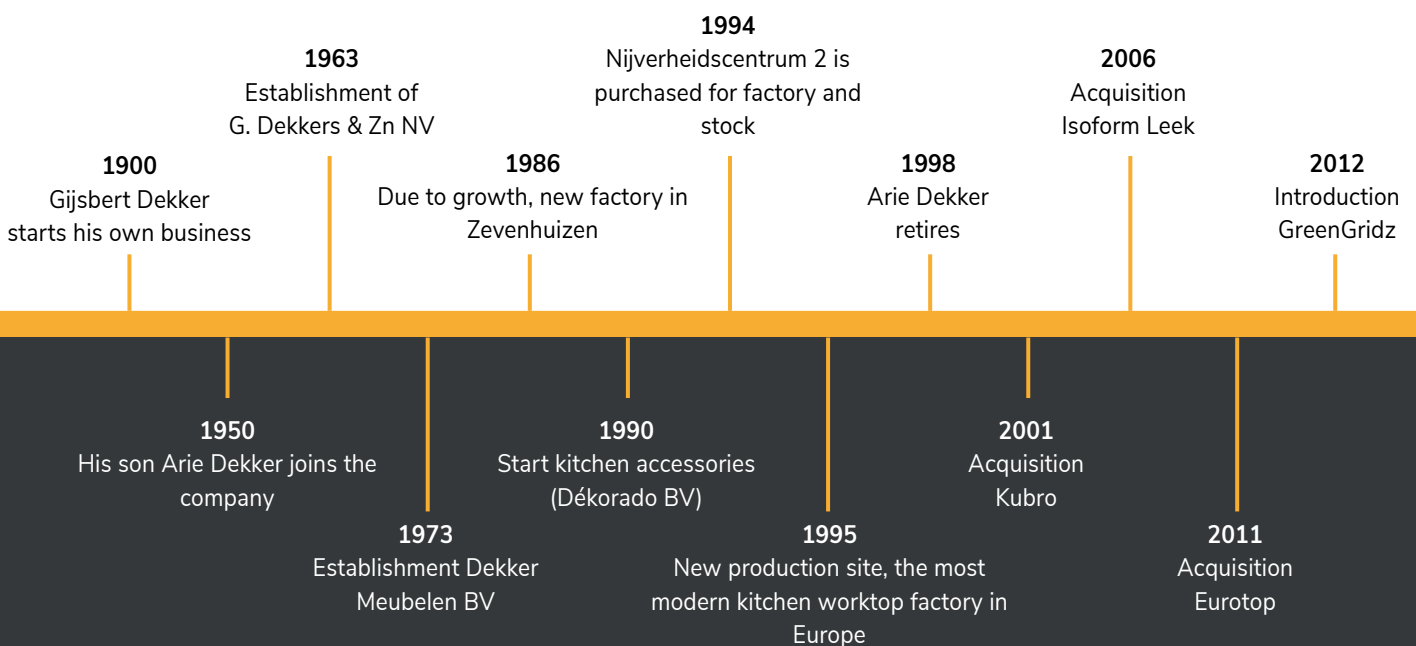 1900
Gijsbert Dekker
starts his own business
1950
His son Arie Dekker joins the
company
1963
Establishment of
G. Dekkers & Zn NV
1973
Establishment Dekker
Meubelen BV
1986
Due to growth, new factory in
Zevenhuizen
1990
Start kitchen accessories
(Dékorado BV)
1994
Nijverheidscentrum 2 is
purchased for factory and
stock
1995
New production site, the most
modern kitchen worktop factory in
Europe
1998
Arie Dekker
retires
2001
Acquisition
Kubro
2006
Acquisition
Isoform Leek
2011
Acquisition
Eurotop
2012
Introduction
GreenGridz